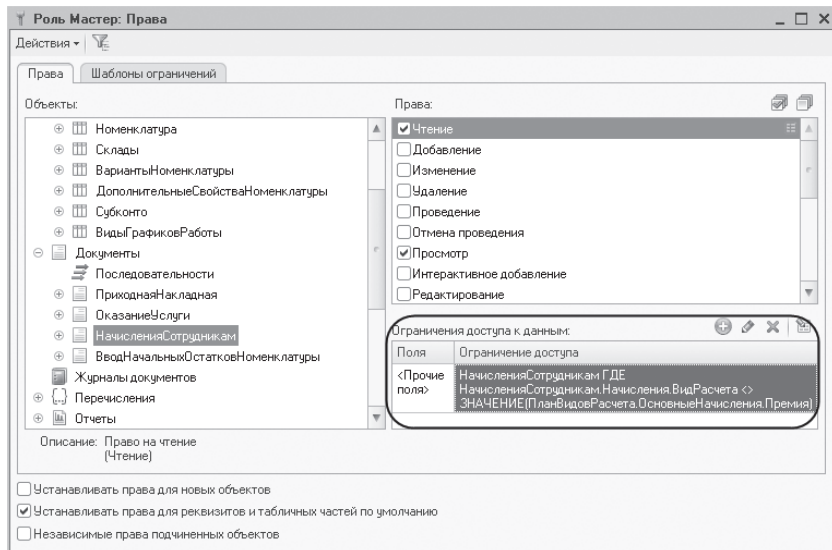 Роль Мастер: Права
Действия
Права
Шаблоны ограничений
Объекты:
Номенклатура
Склады
ВариантыНоменклатуры
ДополнительныеСвойстваНоменклатуры
Субконто
ВидыГрафиковРаботы
Документы
Последовательности
ПриходнаяНакладная
ОказаниеУслуги
НачисленияСотрудникам
ВводНачальныхОстатковНоменклатуры
Журналы документов
Перечисления
Отчеты
Права:
Чтение
Добавление
Изменение
Удаление
Проведение
Отмена проведения
Просмотр
Интерактивное добавление
Редактирование
Ограничения доступа к данным:
Поля
Ограничение доступа
<Прочие
поля>
НачисленияСотрудникам ГДЕ
НачисленияСотрудникам.Начисления.ВидРасчета <>
ЗНАЧЕНИЕ(ПланВидовРасчета.ОсновныеНачисления.Премия)
Описание: Право на чтение
(Чтение)
Устанавливать права для новых объектов
Устанавливать права для реквизитов и табличных частей по умолчанию
Независимые права подчиненных объектов